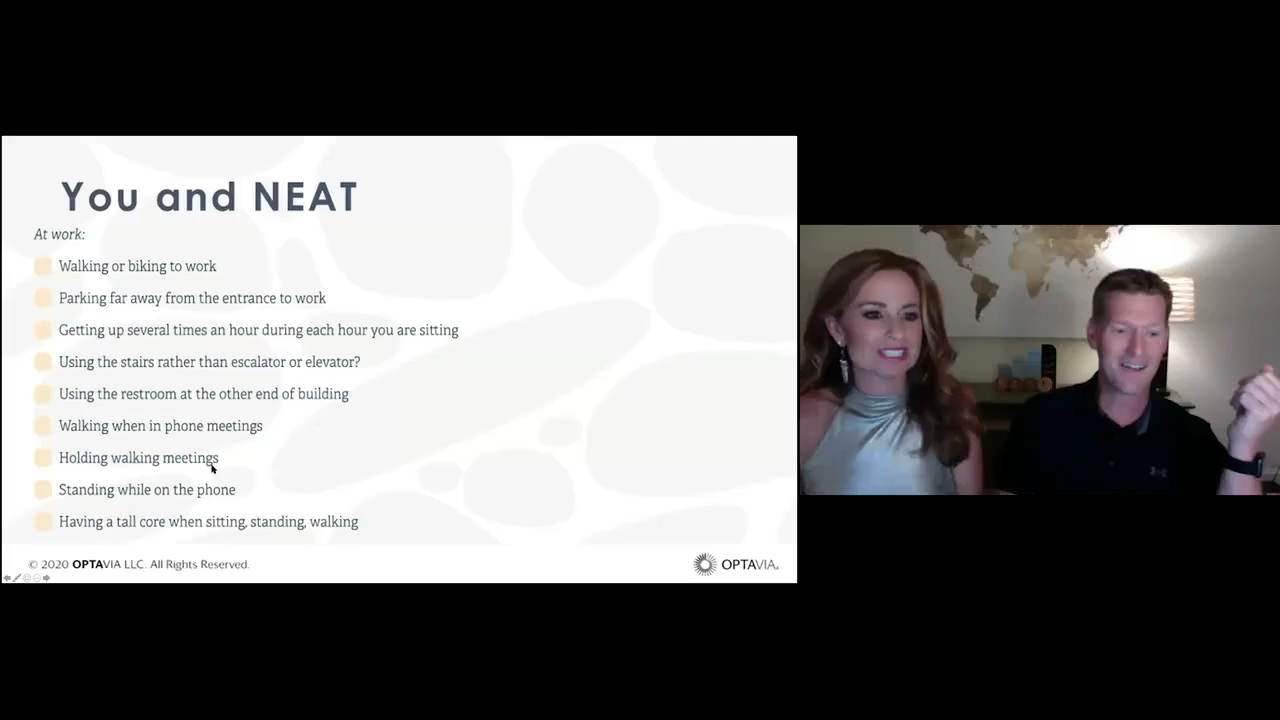 You and NEAT
At work:
Walking or biking to work
Parking far away from the entrance to work
Getting up several times an hour during each hour you are sitting
Using the stairs rather than escalator or elevator?
Using the restroom at the other end of building
Walking when in phone meetings
Holding walking meetings
Standing while on the phone
Having a tall core when sitting, standing, walking
© 2020 OPTAVIA LLC. All Rights Reserved.
OPTAVIA